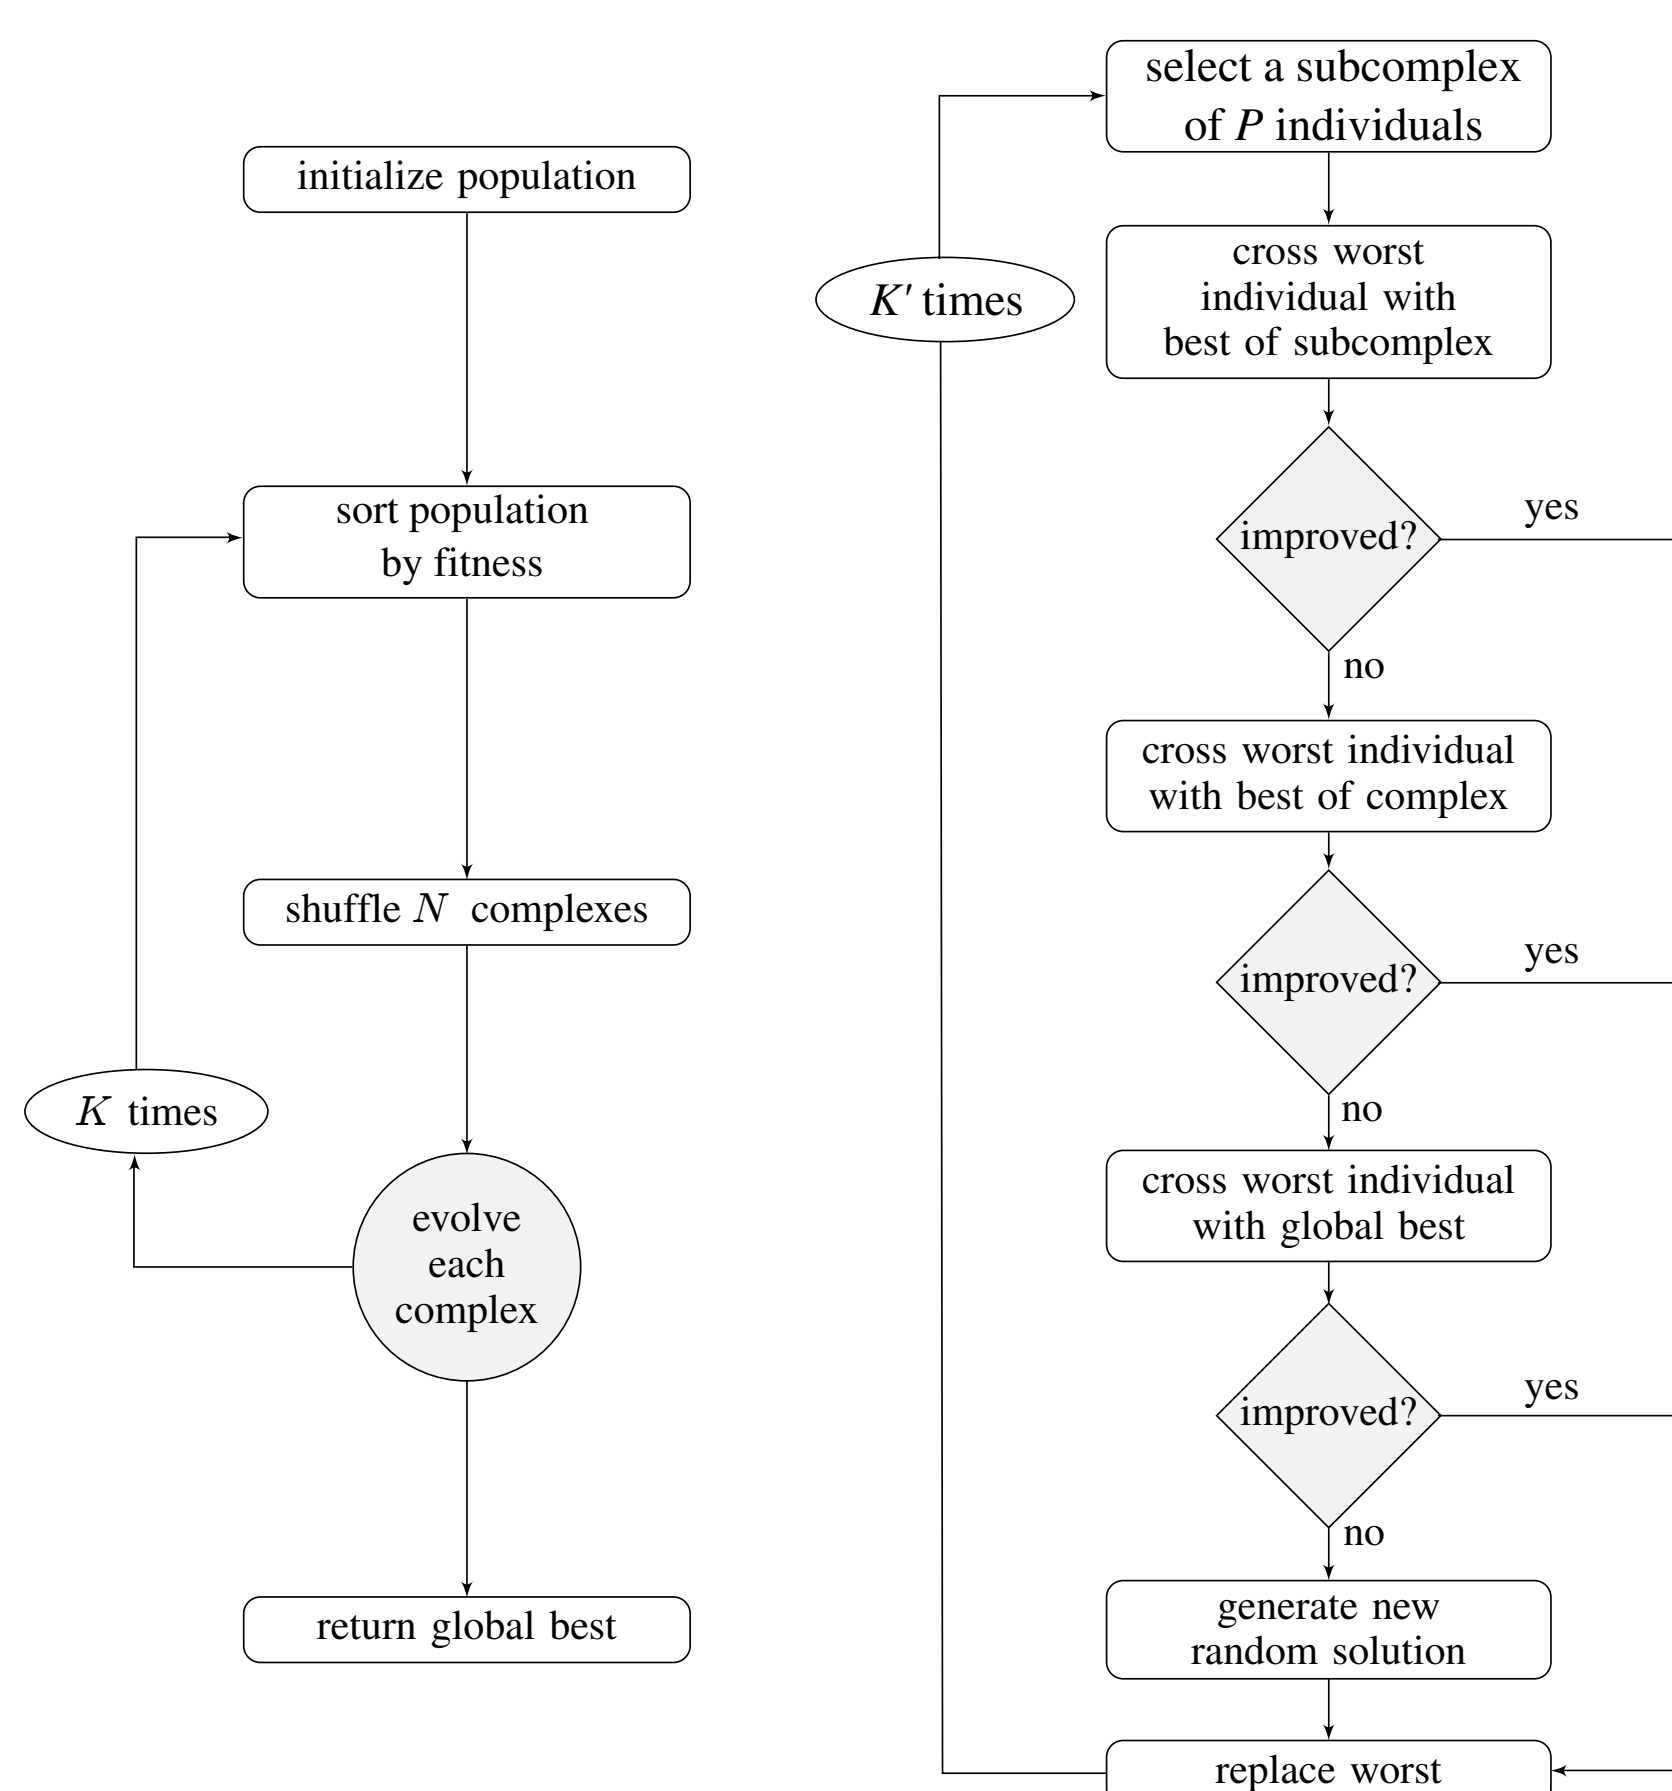 initialize population
sort population
by fitness
shuffle N complexes
K times
evolve
each
complex
return global best
select a subcomplex
of P individuals
K' times
cross worst
individual with
best of subcomplex
improved?
yes
no
cross worst individual
with best of complex
improved?
yes
no
cross worst individual
with global best
improved?
yes
no
generate new
random solution
replace worst